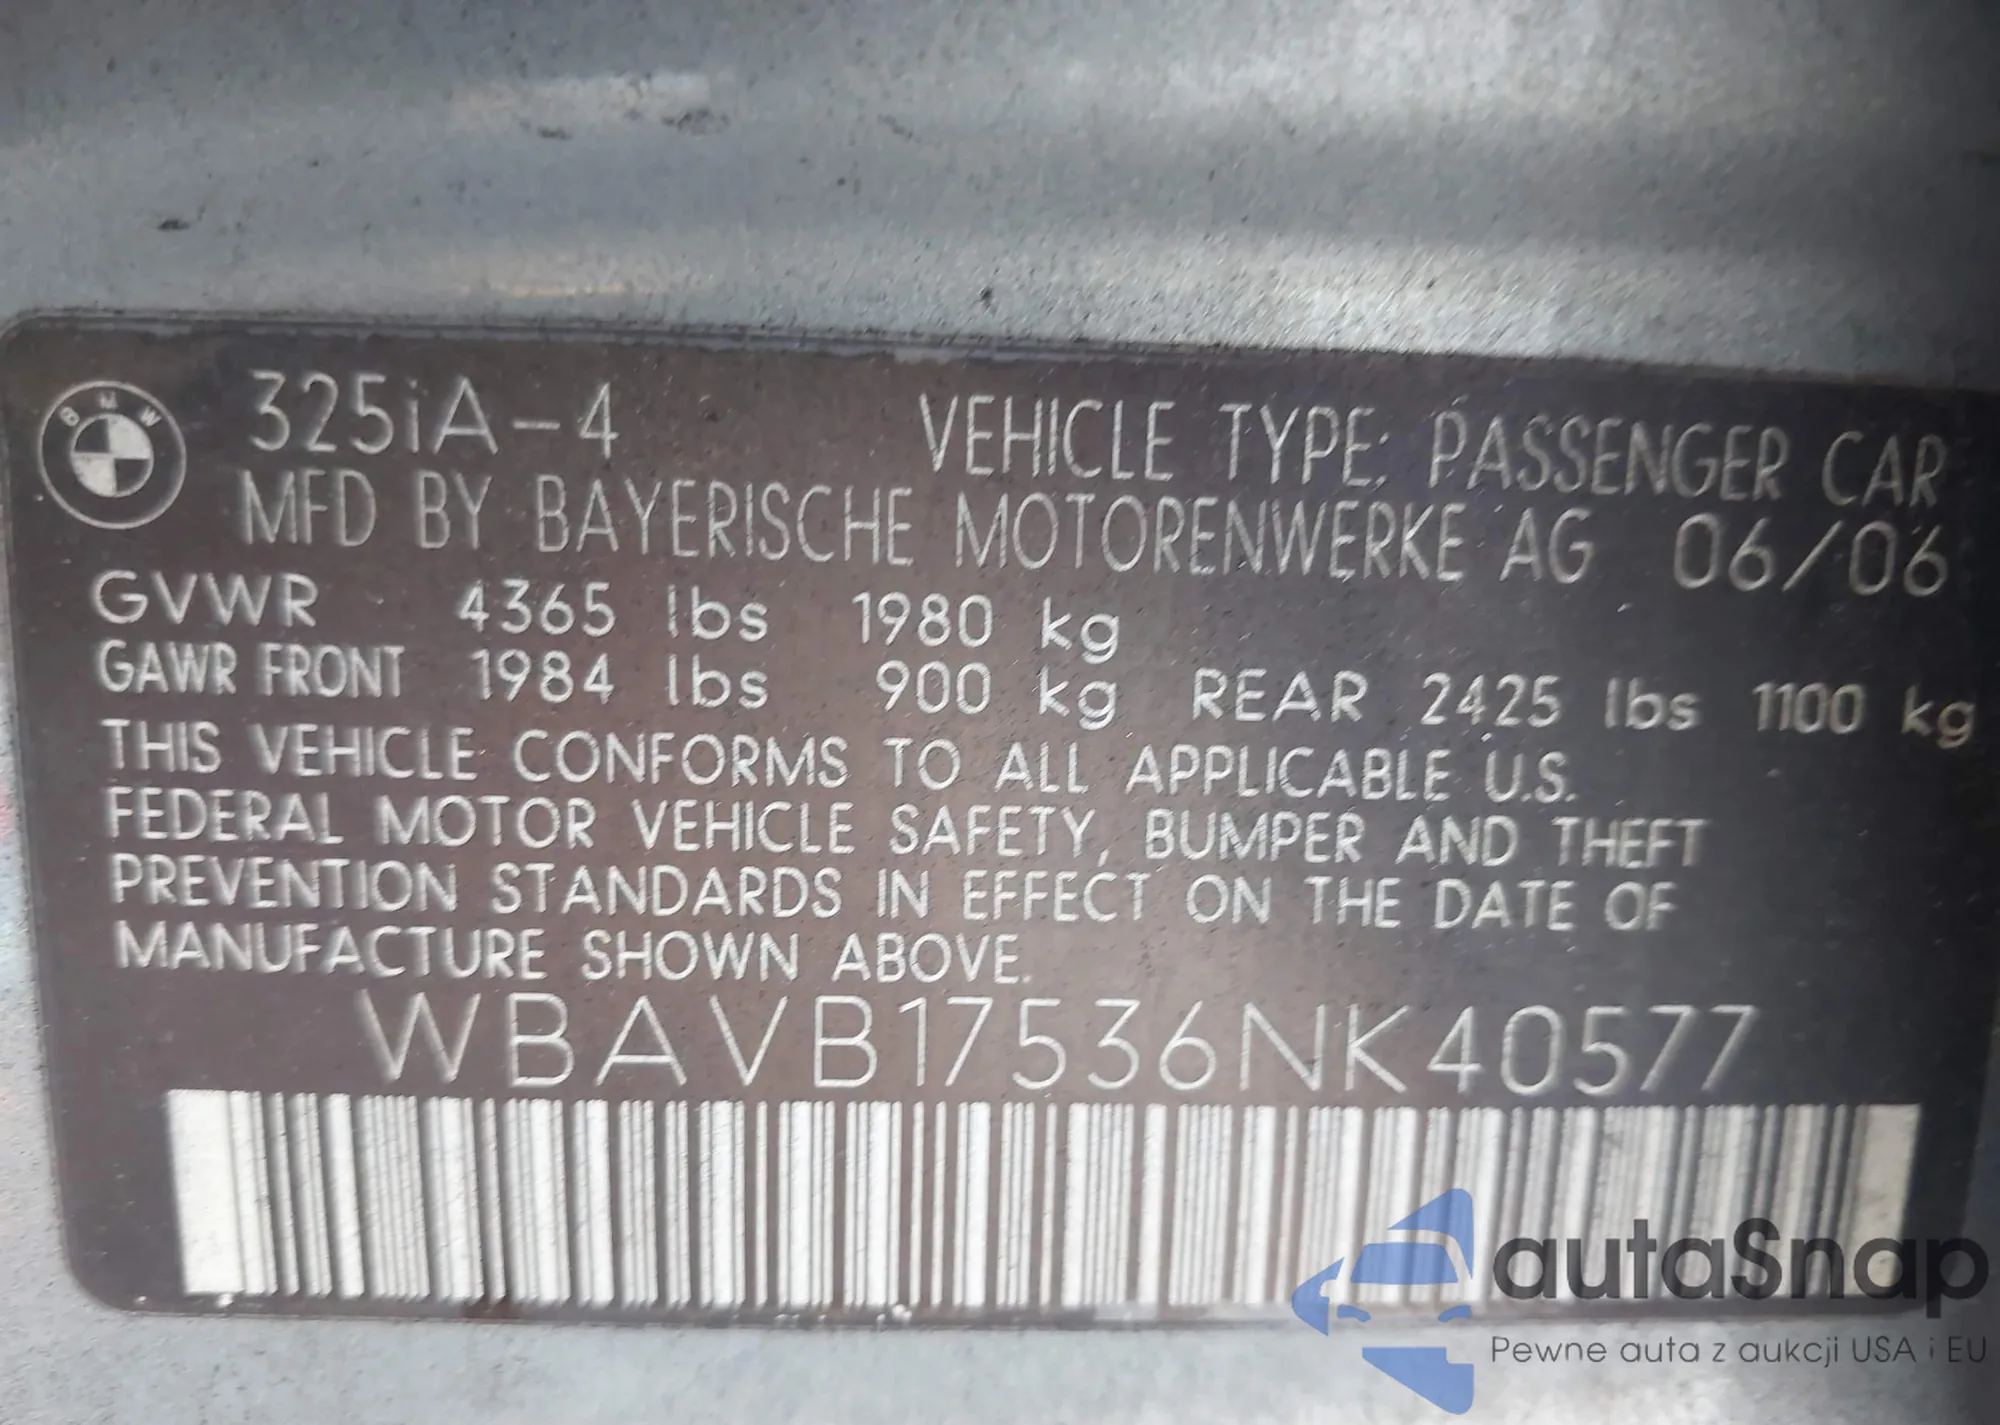 BMW
325iA-4 VEHICLE TYPE: PASSENGER CAR
MFD BY BAYERISCHE MOTORENWERKE AG 06/06
GVWR 4365 lbs 1980 kg
GAWR FRONT 1984 lbs 900 kg REAR 2425 lbs 1100 kg
THIS VEHICLE CONFORMS TO ALL APPLICABLE U.S.
FEDERAL MOTOR VEHICLE SAFETY, BUMPER AND THEFT
PREVENTION STANDARDS IN EFFECT ON THE DATE OF
MANUFACTURE SHOWN ABOVE.
WBAVB17536NK40577
autaSnap
Pewne auta z aukcji USA i EU